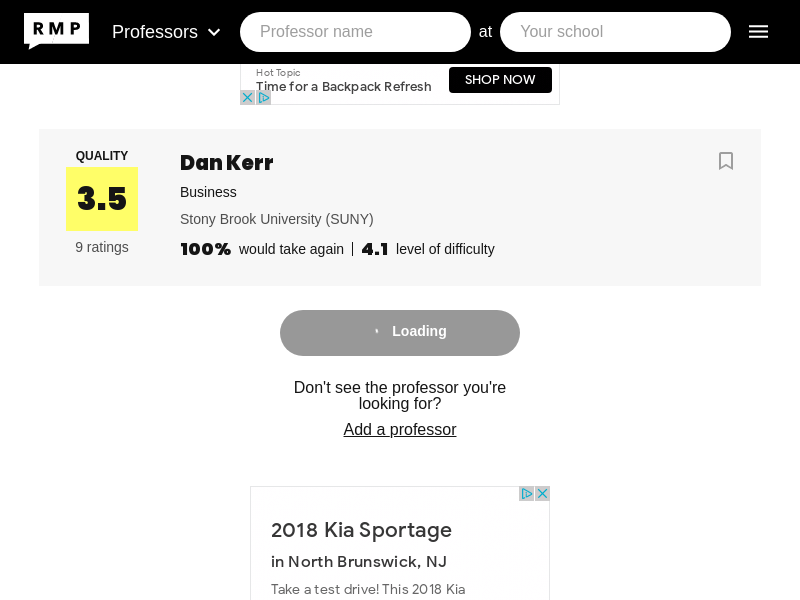 RMP
Professors
Professor name
at
Your school
Hot Topic
Time for a Backpack Refresh
SHOP NOW
QUALITY
3.5
9 ratings
Dan Kerr
Business
Stony Brook University (SUNY)
100% would take again
4.1 level of difficulty
Loading
Don't see the professor you're
looking for?
Add a professor
2018 Kia Sportage
in North Brunswick, NJ
Take a test drive! This 2018 Kia